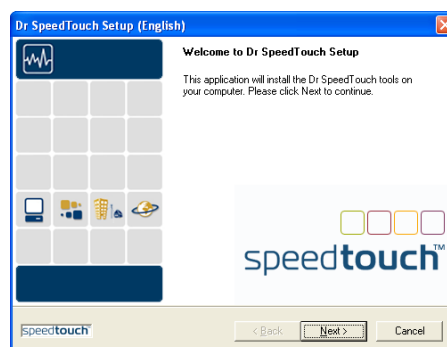 Dr SpeedTouch Setup (English)
Welcome to Dr SpeedTouch Setup
This application will install the Dr SpeedTouch tools on
your computer. Please click Next to continue.
speedtouch™
speedtouch
< Back
Next >
Cancel